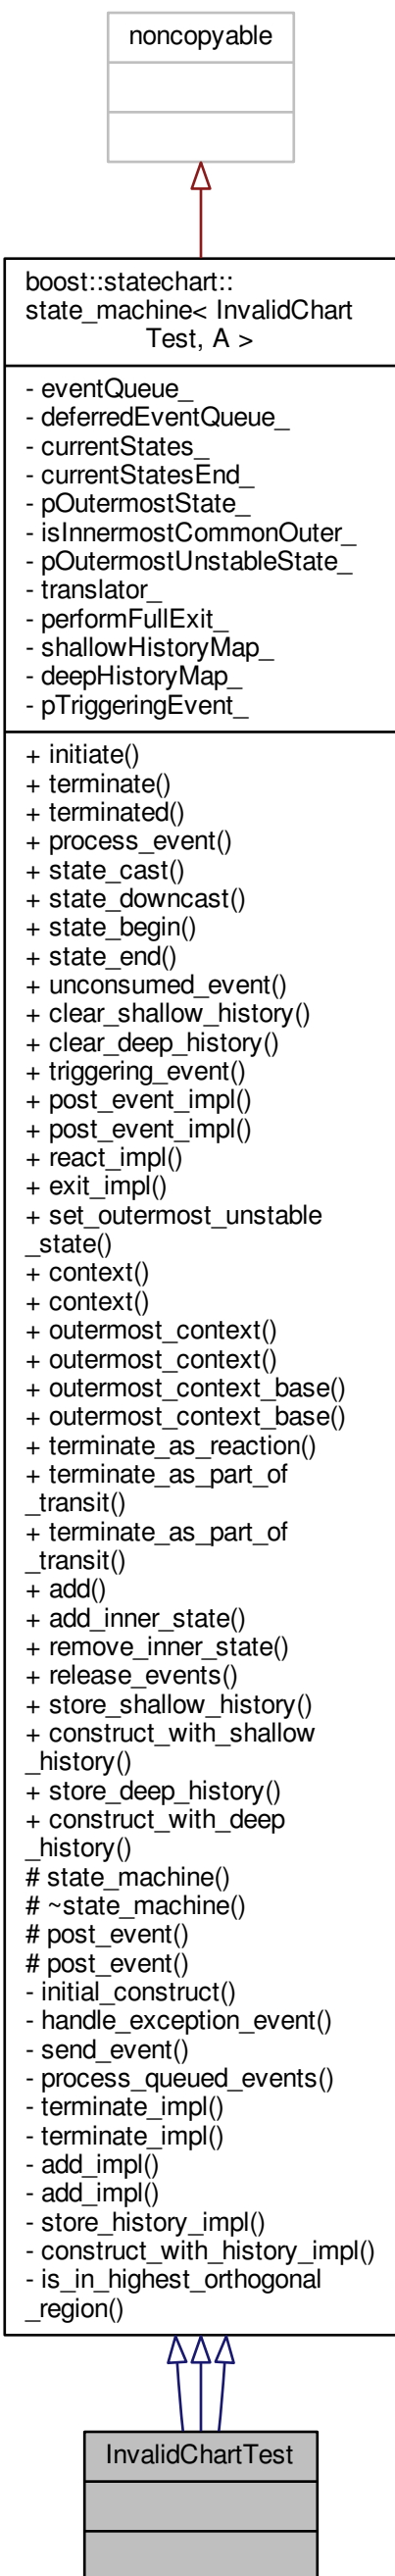 noncopyable
boost::statechart::
state_machine< InvalidChart
Test, A >
- eventQueue_
- deferredEventQueue_
- currentStates_
- currentStatesEnd_
- pOutermostState_
- isInnermostCommonOuter_
- pOutermostUnstableState_
- translator_
- performFullExit_
- shallowHistoryMap_
- deepHistoryMap_
- pTriggeringEvent_
+ initiate()
+ terminate()
+ terminated()
+ process_event()
+ state_cast()
+ state_downcast()
+ state_begin()
+ state_end()
+ unconsumed_event()
+ clear_shallow_history()
+ clear_deep_history()
+ triggering_event()
+ post_event_impl()
+ post_event_impl()
+ react_impl()
+ exit_impl()
+ set_outermost_unstable
_state()
+ context()
+ context()
+ outermost_context()
+ outermost_context()
+ outermost_context_base()
+ outermost_context_base()
+ terminate_as_reaction()
+ terminate_as_part_of
_transit()
+ terminate_as_part_of
_transit()
+ add()
+ add_inner_state()
+ remove_inner_state()
+ release_events()
+ store_shallow_history()
+ construct_with_shallow
_history()
+ store_deep_history()
+ construct_with_deep
_history()
# state_machine()
# ~state_machine()
# post_event()
# post_event()
- initial_construct()
- handle_exception_event()
- send_event()
- process_queued_events()
- terminate_impl()
- terminate_impl()
- add_impl()
- add_impl()
- store_history_impl()
- construct_with_history_impl()
- is_in_highest_orthogonal
_region()
InvalidChartTest